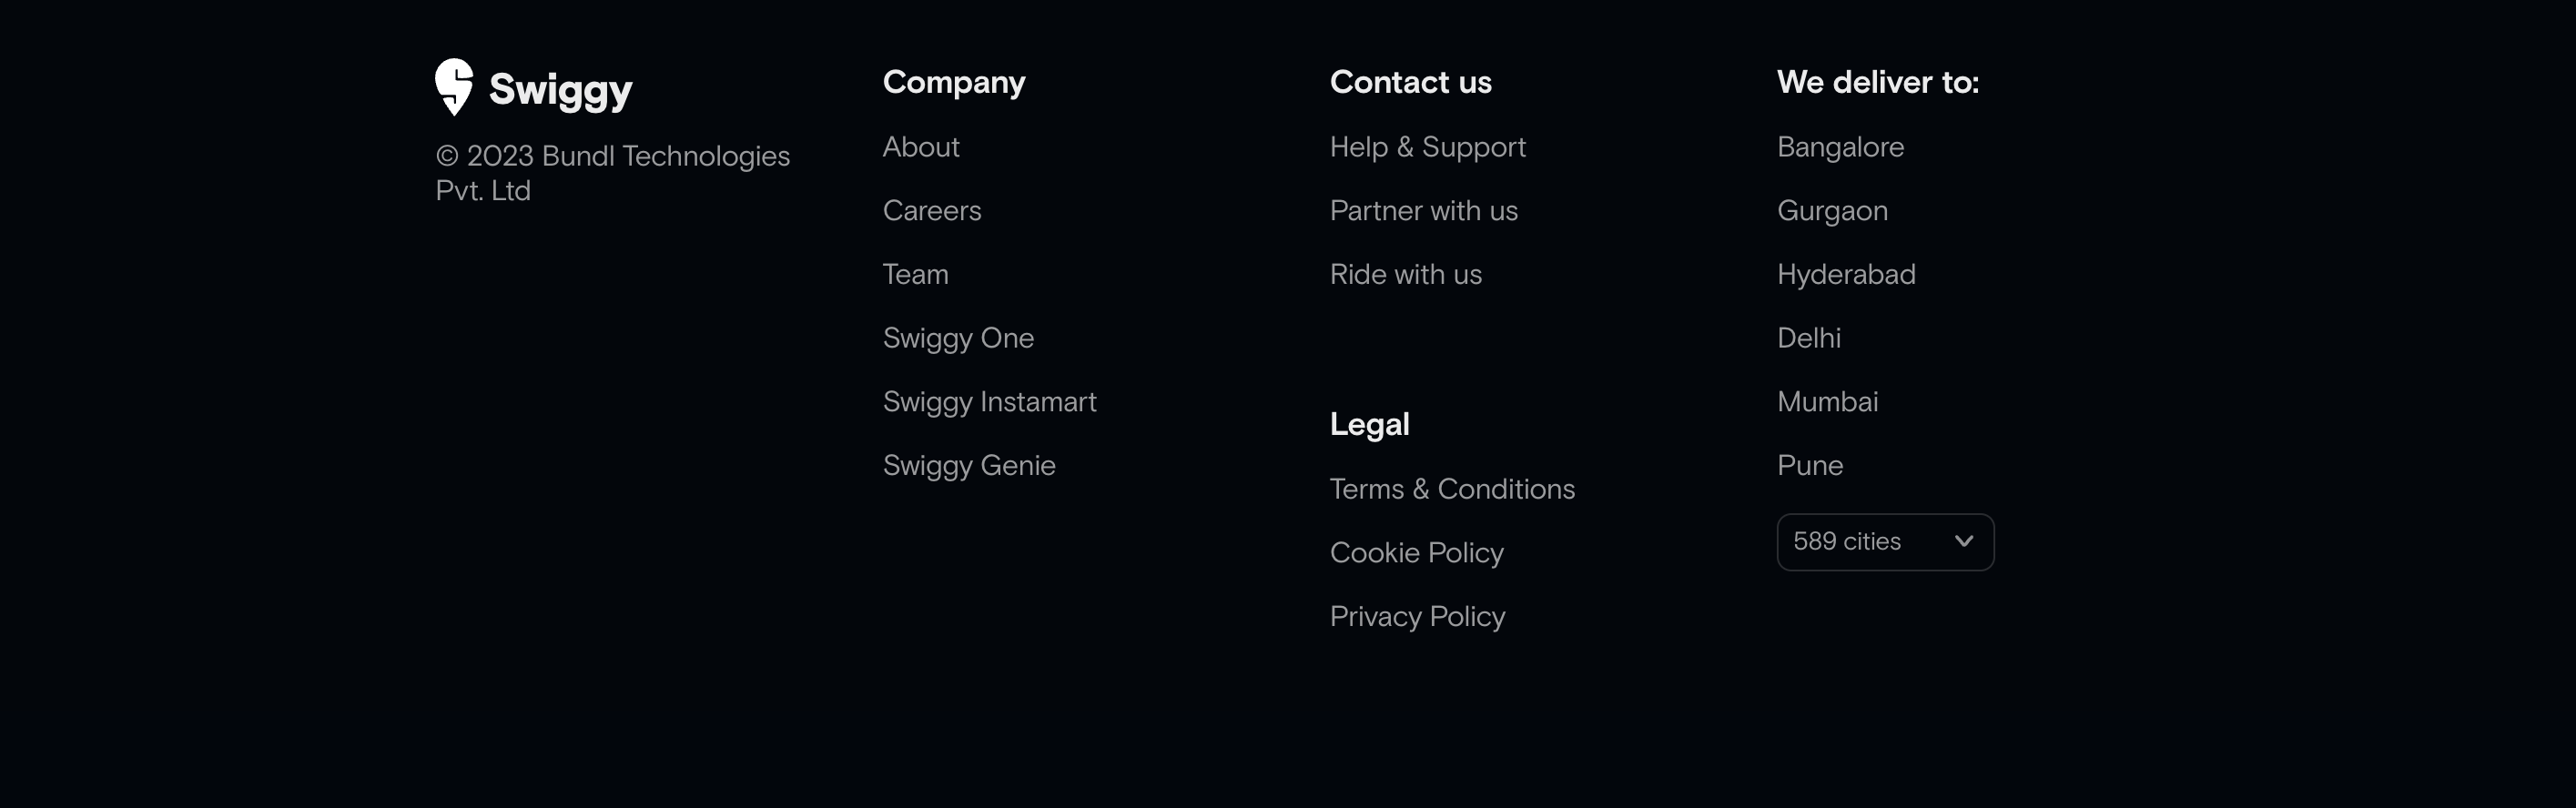 Swiggy
© 2023 Bundl Technologies
Pvt. Ltd
Company
About
Careers
Team
Swiggy One
Swiggy Instamart
Swiggy Genie
Contact us
Help & Support
Partner with us
Ride with us
Legal
Terms & Conditions
Cookie Policy
Privacy Policy
We deliver to:
Bangalore
Gurgaon
Hyderabad
Delhi
Mumbai
Pune
589 cities